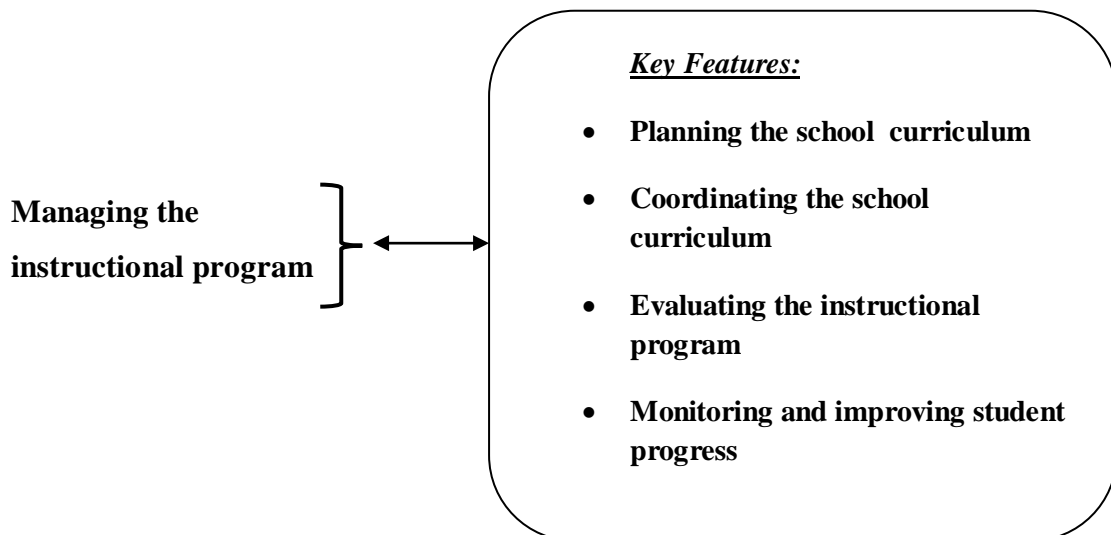 Managing the
instructional program
Key Features:
• Planning the school curriculum
• Coordinating the school
curriculum
• Evaluating the instructional
program
• Monitoring and improving student
progress